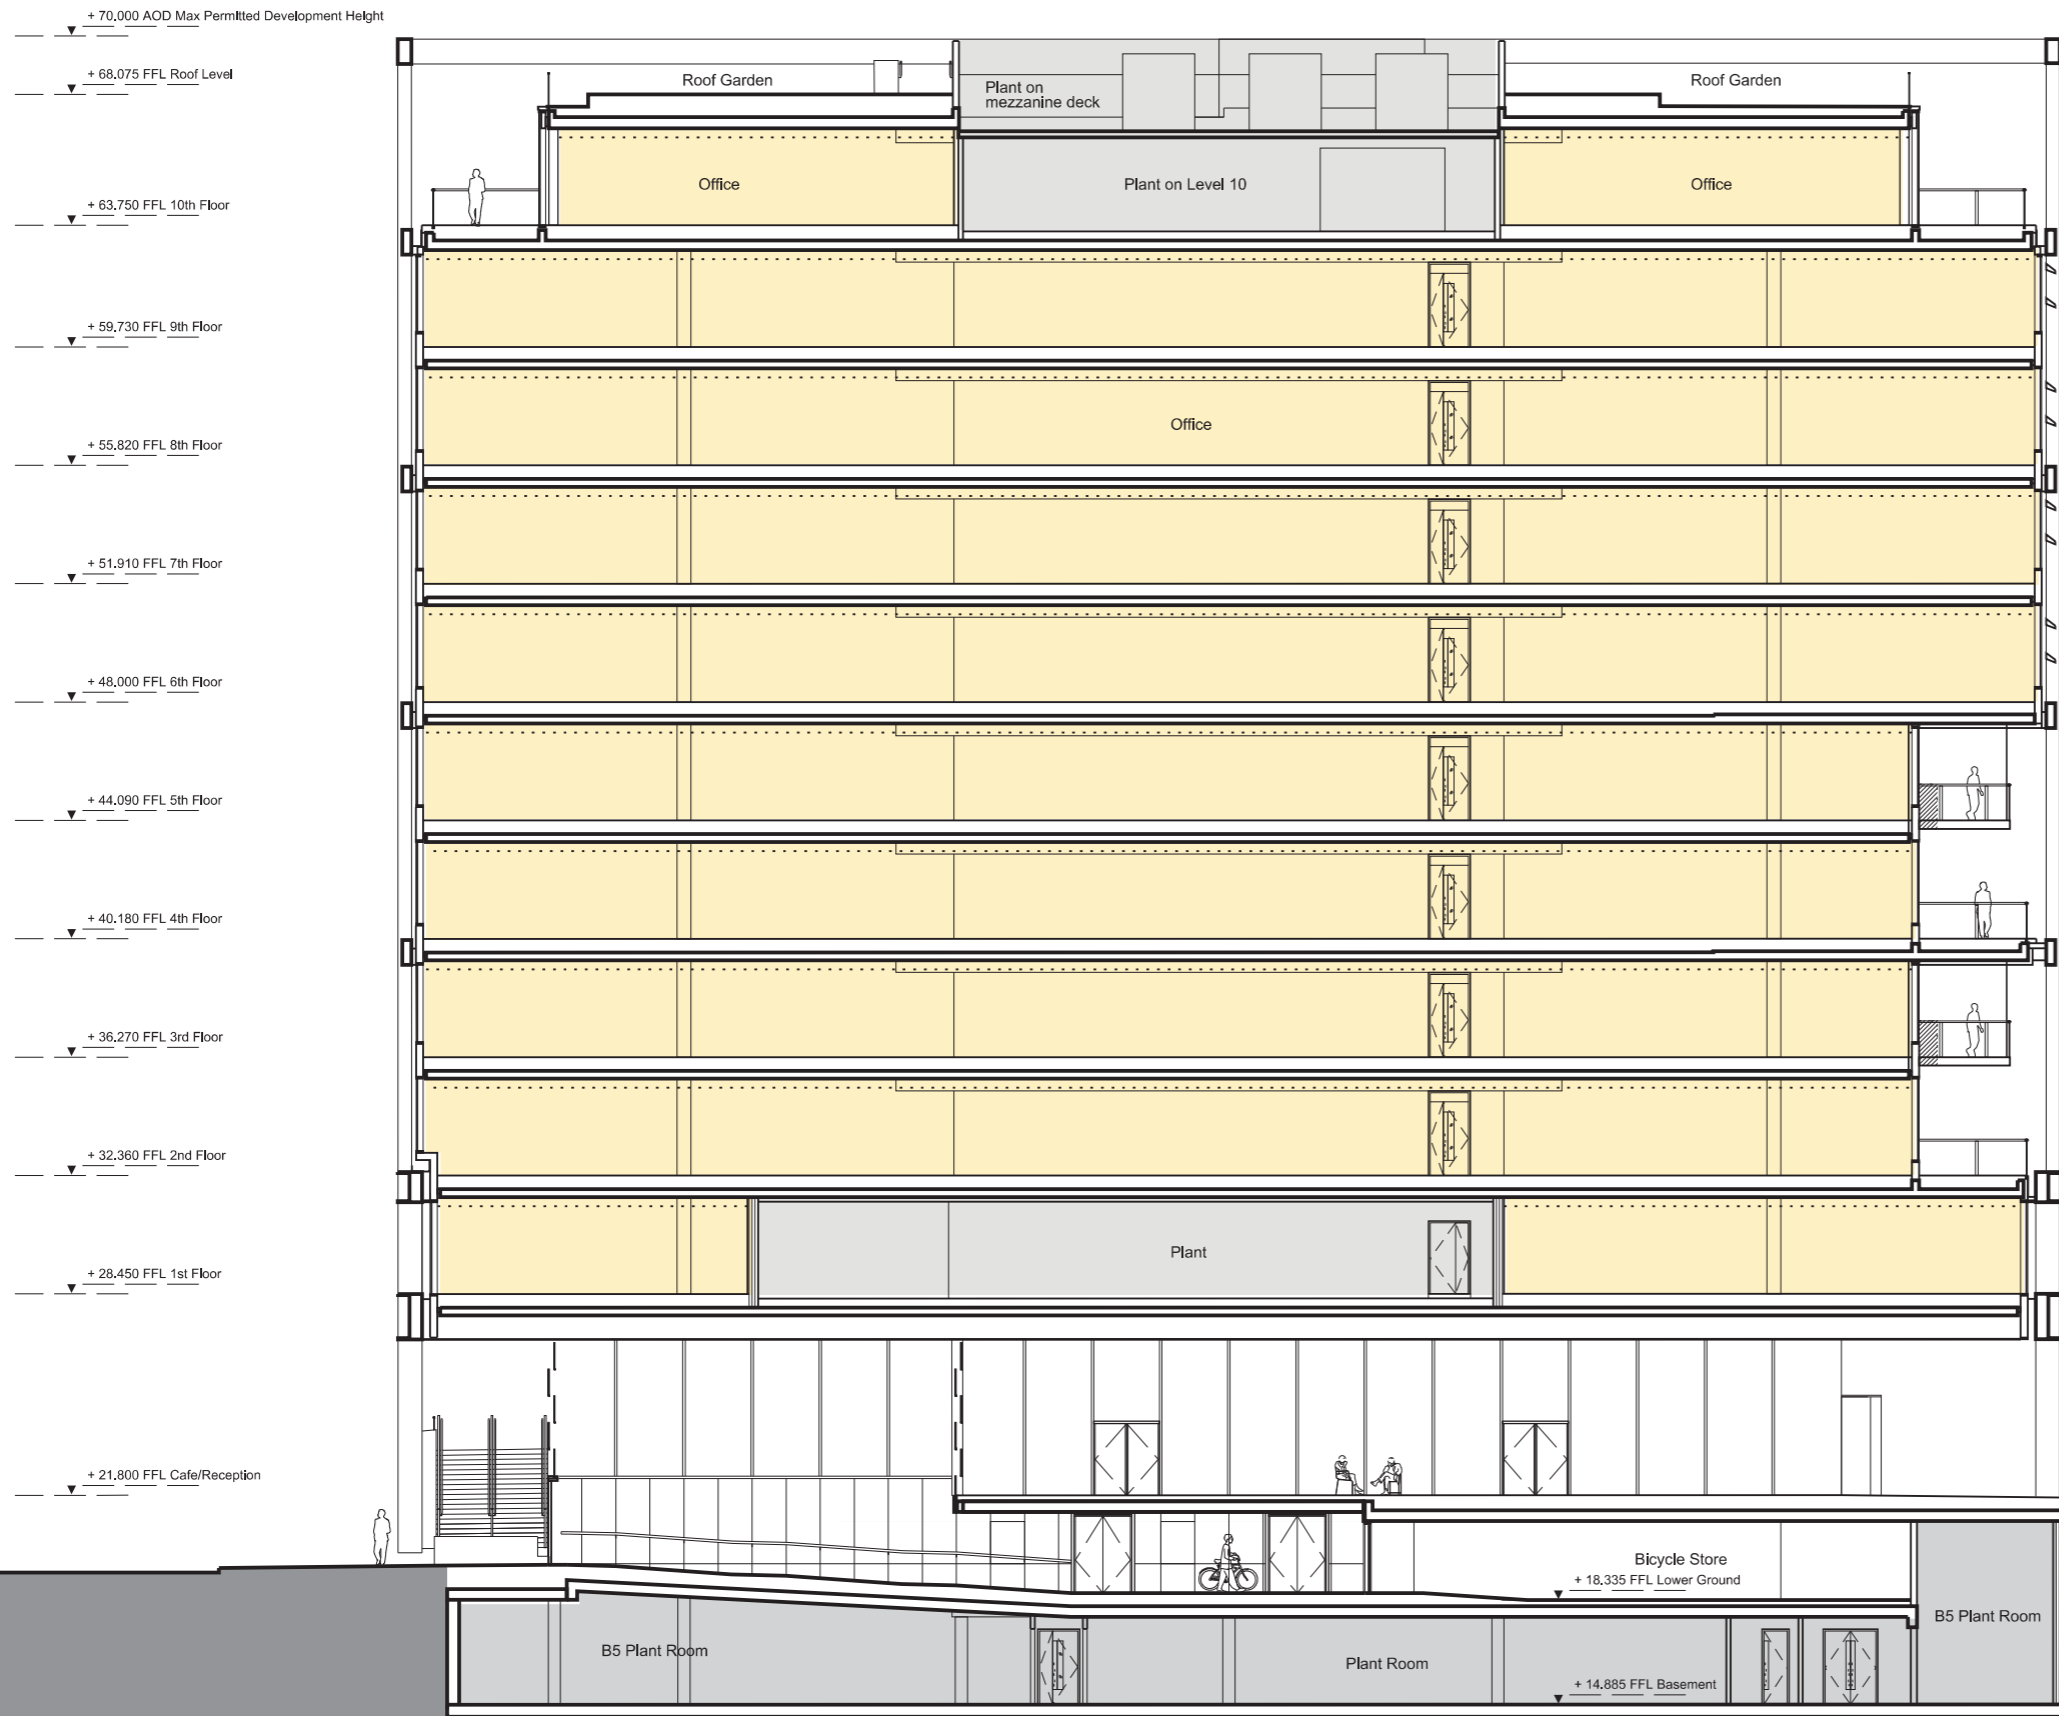 + 70.000 AOD Max Permitted Development Height
+ 68.075 FFL Roof Level
Roof Garden
Plant on
mezzanine deck
Roof Garden
Office
Plant on Level 10
Office
+ 63.750 FFL 10th Floor
+ 59.730 FFL 9th Floor
Office
+ 55.820 FFL 8th Floor
+ 51.910 FFL 7th Floor
+ 48.000 FFL 6th Floor
+ 44.090 FFL 5th Floor
+ 40.180 FFL 4th Floor
+ 36.270 FFL 3rd Floor
+ 32.360 FFL 2nd Floor
Plant
+ 28.450 FFL 1st Floor
+ 21.800 FFL Cafe/Reception
Bicycle Store
+ 18.335 FFL Lower Ground
B5 Plant Room
B5 Plant Room
Plant Room
+ 14.885 FFL Basement